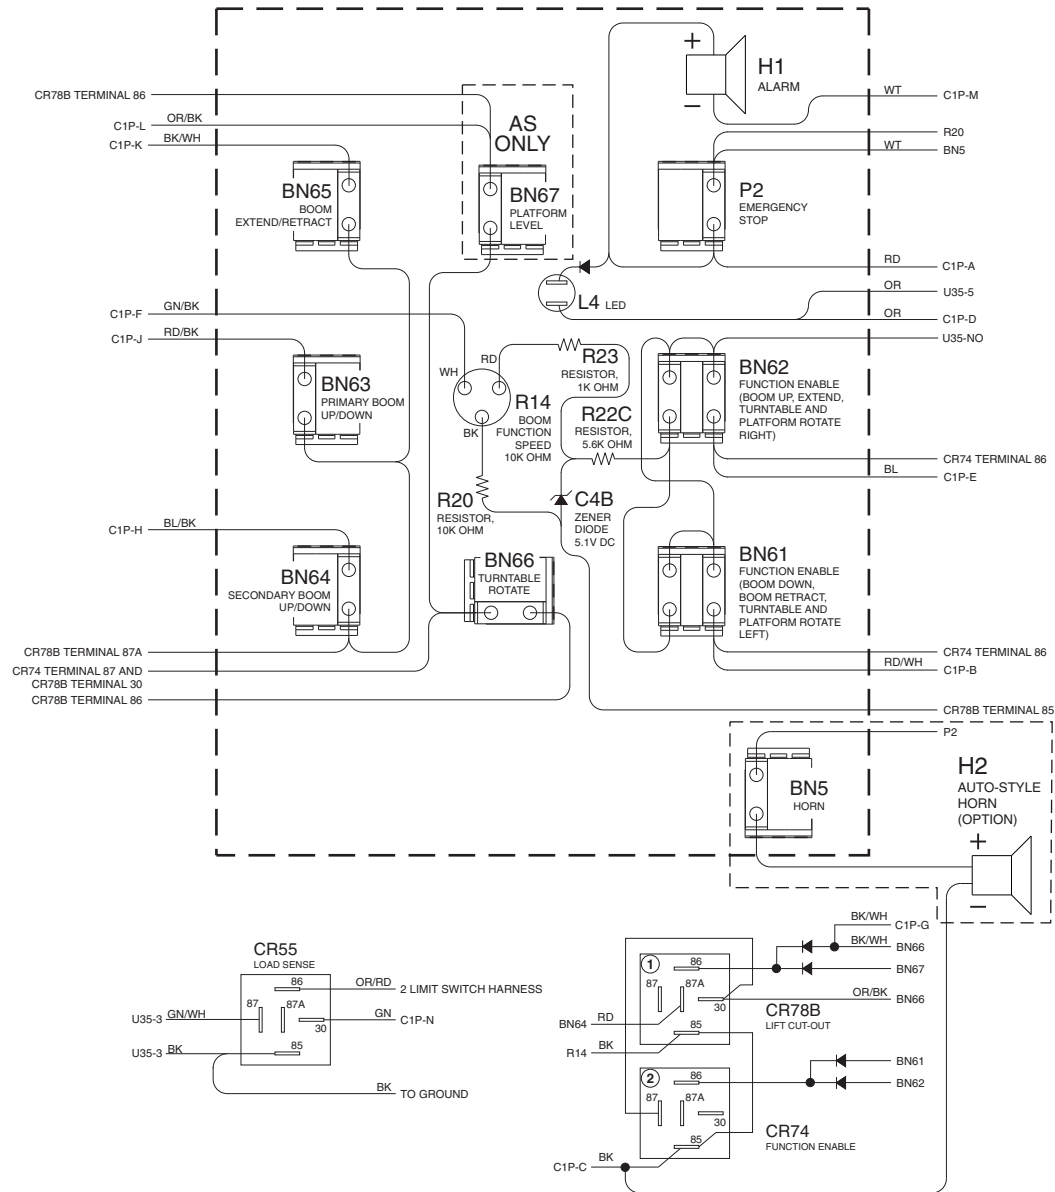 CR78B TERMINAL 86
C1P-L
OR/BK
C1P-K
BK/WH
BN65
BOOM
EXTEND/RETRACT
AS
ONLY
BN67
PLATFORM
LEVEL
+
−
H1
ALARM
WT
C1P-M
R20
WT
BN5
P2
EMERGENCY
STOP
RD
C1P-A
OR
U35-5
OR
C1P-D
U35-NO
L4 LED
C1P-F
GN/BK
C1P-J
RD/BK
BN63
PRIMARY BOOM
UP/DOWN
WH
RD
BK
R14
BOOM
FUNCTION
SPEED
10K OHM
R23
RESISTOR,
1K OHM
R22C
RESISTOR,
5.6K OHM
BN62
FUNCTION ENABLE
(BOOM UP, EXTEND,
TURNTABLE AND
PLATFORM ROTATE
RIGHT)
CR74 TERMINAL 86
BL
C1P-E
R20
RESISTOR,
10K OHM
C4B
ZENER
DIODE
5.1V DC
C1P-H
BL/BK
BN64
SECONDARY BOOM
UP/DOWN
BN66
TURNTABLE
ROTATE
BN61
FUNCTION ENABLE
(BOOM DOWN,
BOOM RETRACT,
TURNTABLE AND
PLATFORM ROTATE
LEFT)
CR78B TERMINAL 87A
CR74 TERMINAL 87 AND
CR78B TERMINAL 30
CR78B TERMINAL 86
CR74 TERMINAL 86
RD/WH
C1P-B
CR78B TERMINAL 85
P2
BN5
HORN
H2
AUTO-STYLE
HORN
(OPTION)
+
−
CR55
LOAD SENSE
86
87
87A
30
85
OR/RD
2 LIMIT SWITCH HARNESS
U35-3
GN/WH
GN
C1P-N
U35-3
BK
BK
TO GROUND
1
86
87
87A
30
85
BK/WH
C1P-G
BK/WH
BN66
BN67
OR/BK
BN66
CR78B
LIFT CUT-OUT
BN64
RD
R14
BK
2
86
87
87A
30
85
BN61
BN62
CR74
FUNCTION ENABLE
C1P-C
BK